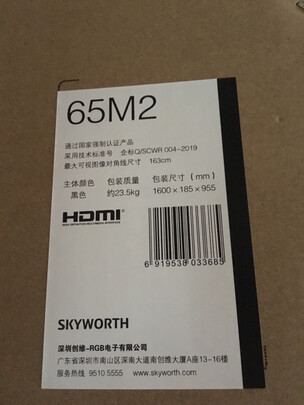 65M2
通过国家强制认证产品
采用技术标准号 企标Q/SCWR 004-2019
最大可视图像对角线尺寸 163cm
主体颜色 包装质量 包装尺寸(mm)
黑色 约23.5kg 1600×185×955
HDMI
HIGH-DEFINITION MULTIMEDIA INTERFACE
6 919538 033685
SKYWORTH
深圳创维-RGB电子有限公司
广东省深圳市南山区深南大道创维大厦A座13-16楼
服务热线 9510 5555 www.skyworth.com